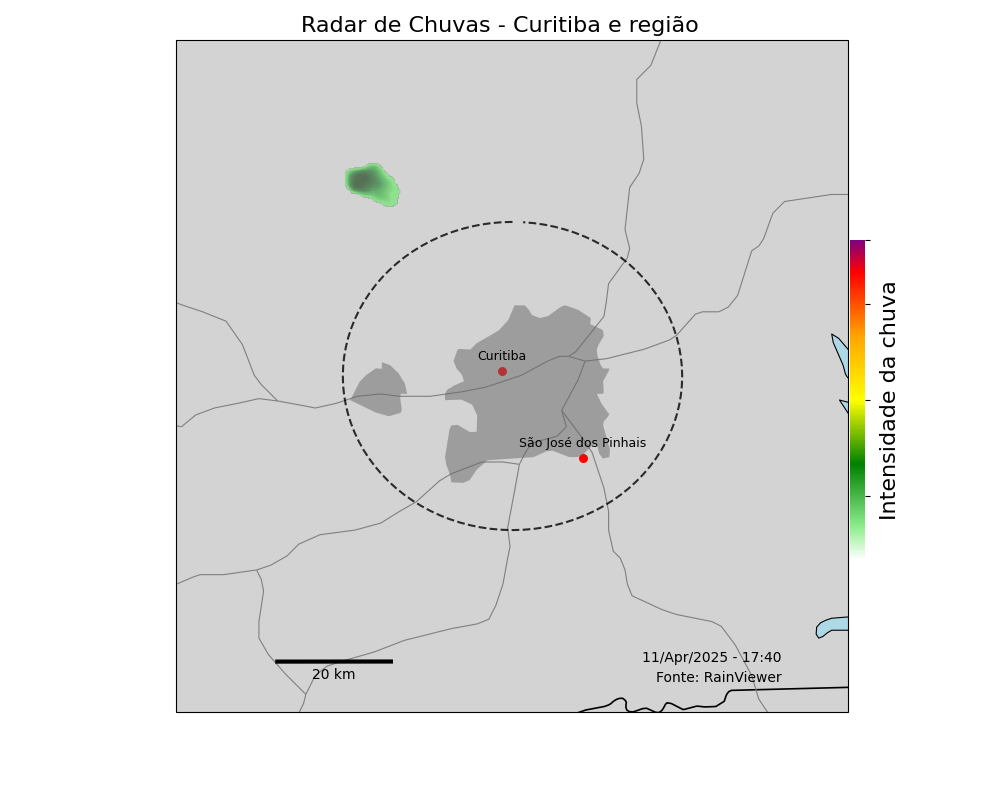 Radar de Chuvas - Curitiba e região
Curitiba
São José dos Pinhais
Intensidade da chuva
11/Apr/2025 - 17:40
Fonte: RainViewer
20 km